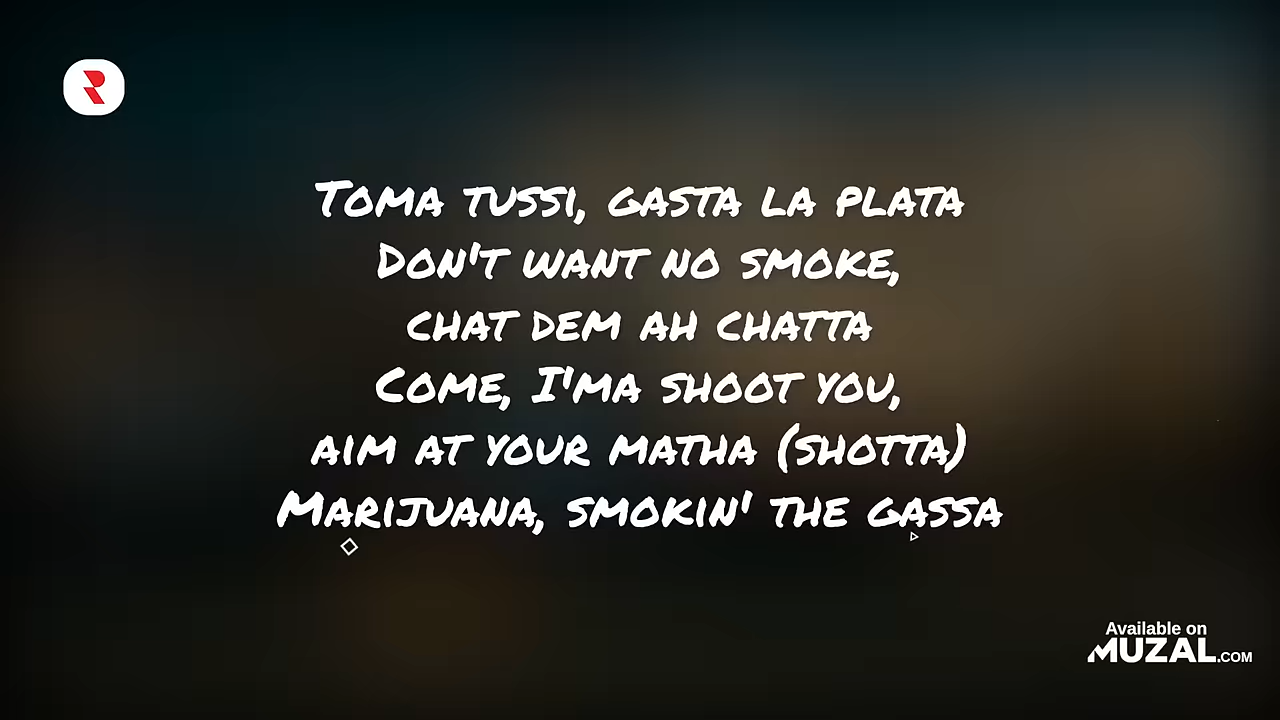 Toma tussi, gasta la plata
Don't want no smoke,
chat dem ah chatta
Come, I'ma shoot you,
aim at your matha (shotta)
Marijuana, smokin' the gassa
Available on
MUZAL.COM